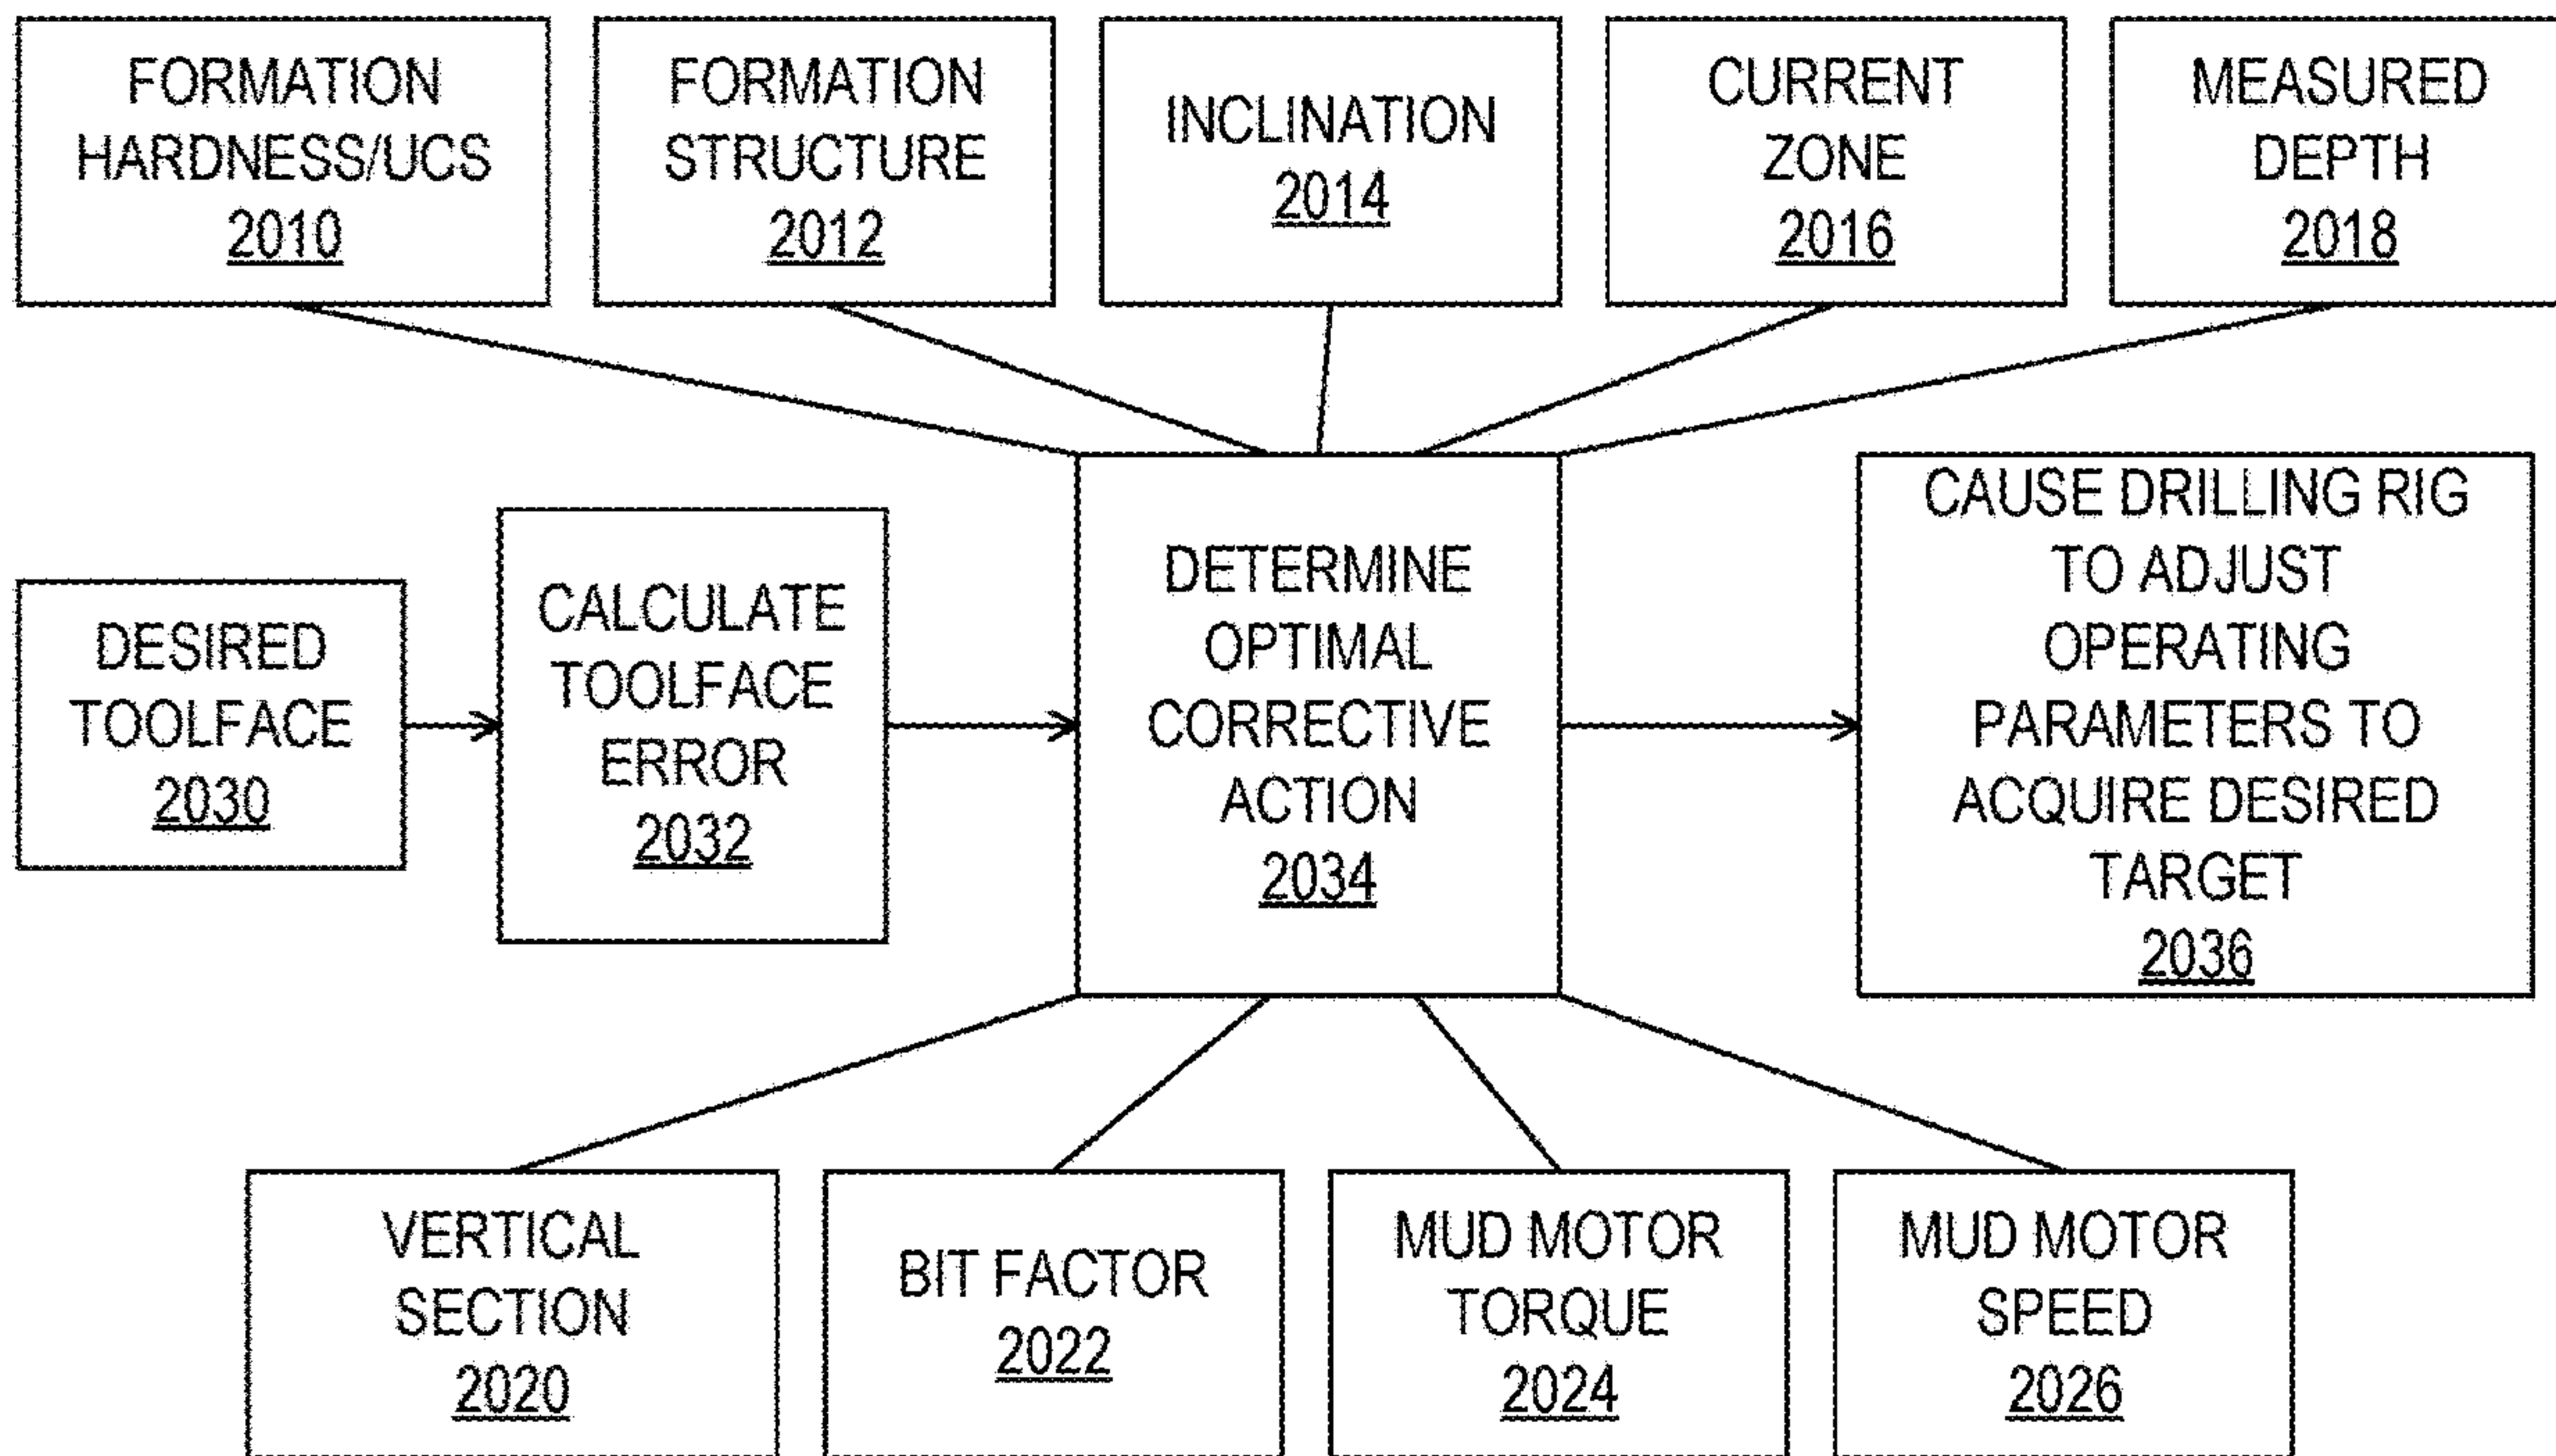 FORMATION
HARDNESS/UCS
2010
FORMATION
STRUCTURE
2012
INCLINATION
2014
CURRENT
ZONE
2016
MEASURED
DEPTH
2018
DESIRED
TOOLFACE
2030
CALCULATE
TOOLFACE
ERROR
2032
DETERMINE
OPTIMAL
CORRECTIVE
ACTION
2034
CAUSE DRILLING RIG
TO ADJUST
OPERATING
PARAMETERS TO
ACQUIRE DESIRED
TARGET
2036
VERTICAL
SECTION
2020
BIT FACTOR
2022
MUD MOTOR
TORQUE
2024
MUD MOTOR
SPEED
2026